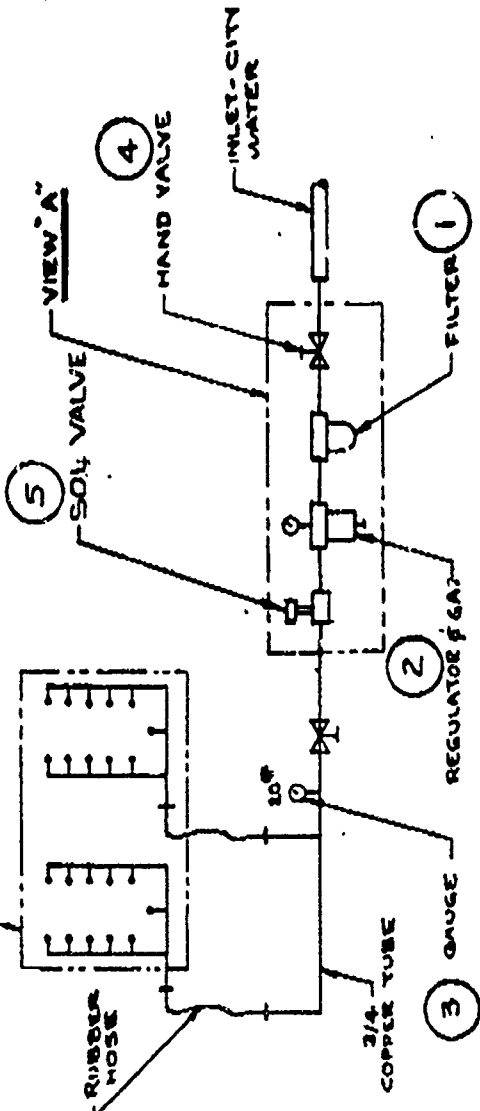 RUBBER
HOSE
5
VALVE
VIEW "A"
4
HAND VALVE
INLET-CITY
WATER
20#
3/4
COPPER TUBE
3
GAUGE
2
REGULATOR &
FILTER
1